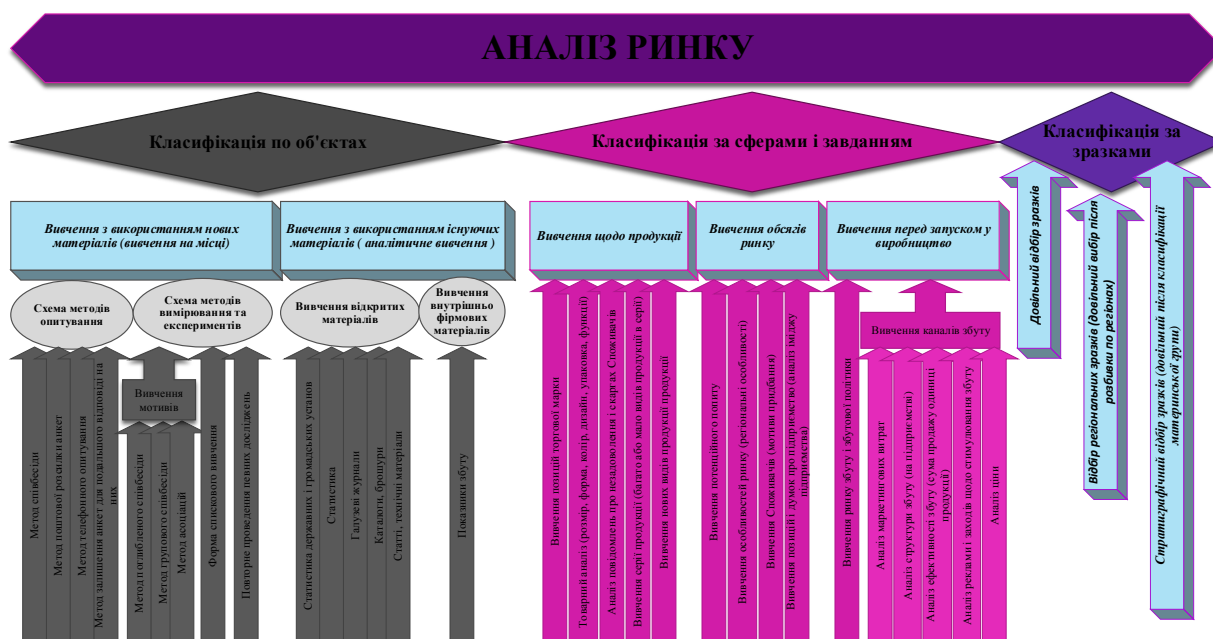 АНАЛІЗ РИНКУ
Класифікація по об'єктах
Класифікація за сферами і завданням
Класифікація за
зразками
Вивчення з використанням нових
матеріалів (вивчення на місці)
Вивчення з використанням існуючих
матеріалів ( аналітичне вивчення )
Вивчення щодо продукції
Вивчення обсягів
ринку
Вивчення перед запуском у
виробництво
Схема методів
опитування
Схема методів
вимірювання та
експериментів
Вивчення відкритих
матеріалів
Вивчення
внутрішньо
фірмових
матеріалів
Метод співбесіди
Метод поштової розсилки анкет
Метод телефонного опитування
Метод залишення анкет для подальшої відповіді на
них
Вивчення
мотивів
Метод поглибленого співбесіди
Метод групового співбесіди
Метод асоціацій
Форма спискового вивчення
Повторне проведення певних досліджень
Статистика державних і громадських установ
Статистика
Галузеві журнали
Каталоги, брошури
Статті, технічні матеріали
Показники збуту
Вивчення позицій торгової марки
Товарний аналіз (розмір, форма, колір, дизайн, упаковка, функції)
Аналіз повідомлень про незадоволення і скаргах Споживачів
Вивчення серії продукції (багато або мало видів продукції в серії)
Вивчення нових видів продукції продукції
Вивчення потенційного попиту
Вивчення особливостей ринку (регіональні особливості)
Вивчення Споживачів (мотиви придбання)
Вивчення позицій і думок про підприємство (аналіз іміджу
підприємства)
Вивчення ринку збуту і збутової політики
Вивчення каналів збуту
Аналіз маркетингових витрат
Аналіз структури збуту (на підприємстві)
Аналіз ефективності збуту (сума продажу одиниці
продукції)
Аналіз реклами і заходів щодо стимулювання збуту
Аналіз ціни
Довільний відбір зразків
Відбір регіональних зразків (довільний вибір після
розбивки по регіонах)
Стратиграфічний відбір зразків (довільний після класифікації
материнської групи)